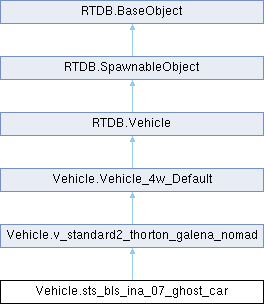 RTDB.BaseObject
RTDB.SpawnableObject
RTDB.Vehicle
Vehicle.Vehicle_4w_Default
Vehicle.v_standard2_thorton_galena_nomad
Vehicle.sts_bls_ina_07_ghost_car